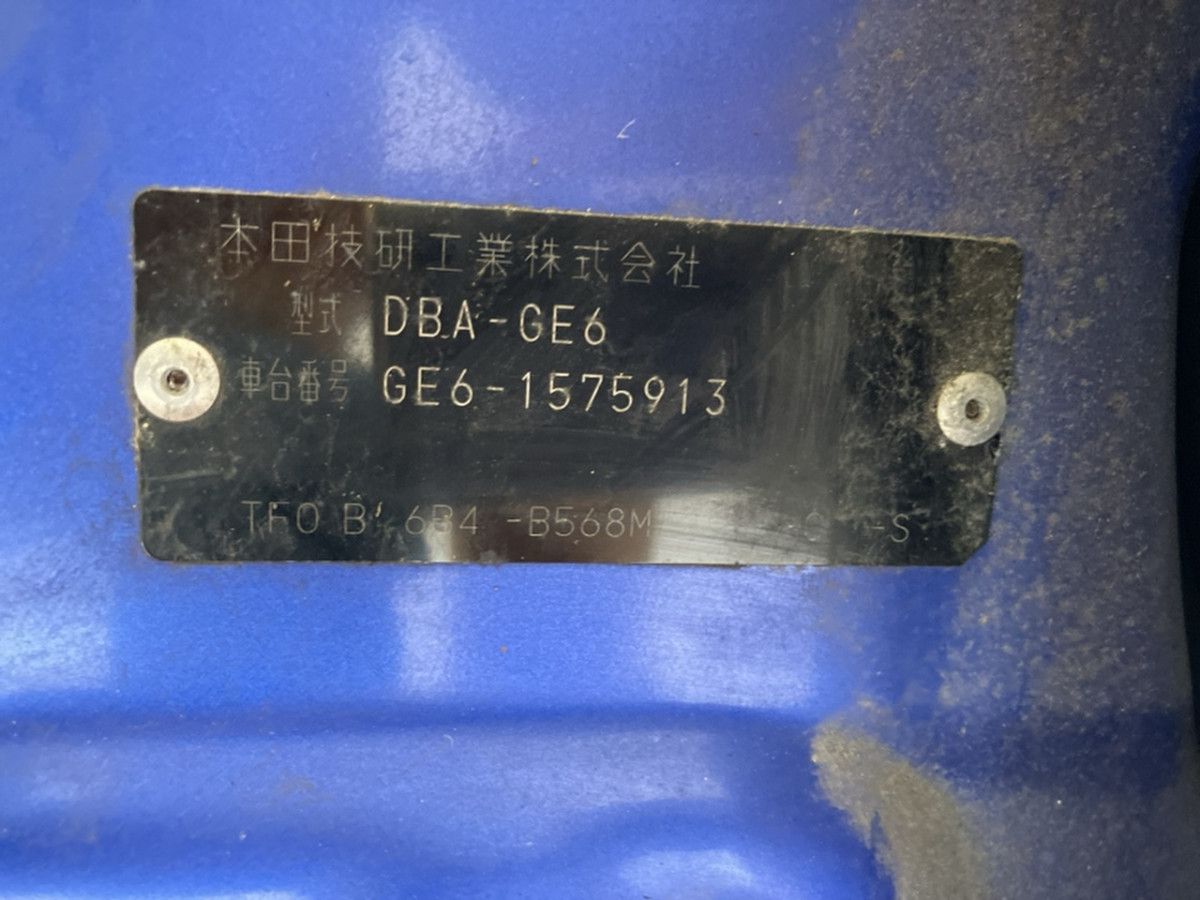 本田技研工業株式会社
型式 DBA-GE6
車台番号 GE6-1575913
-B568M -S